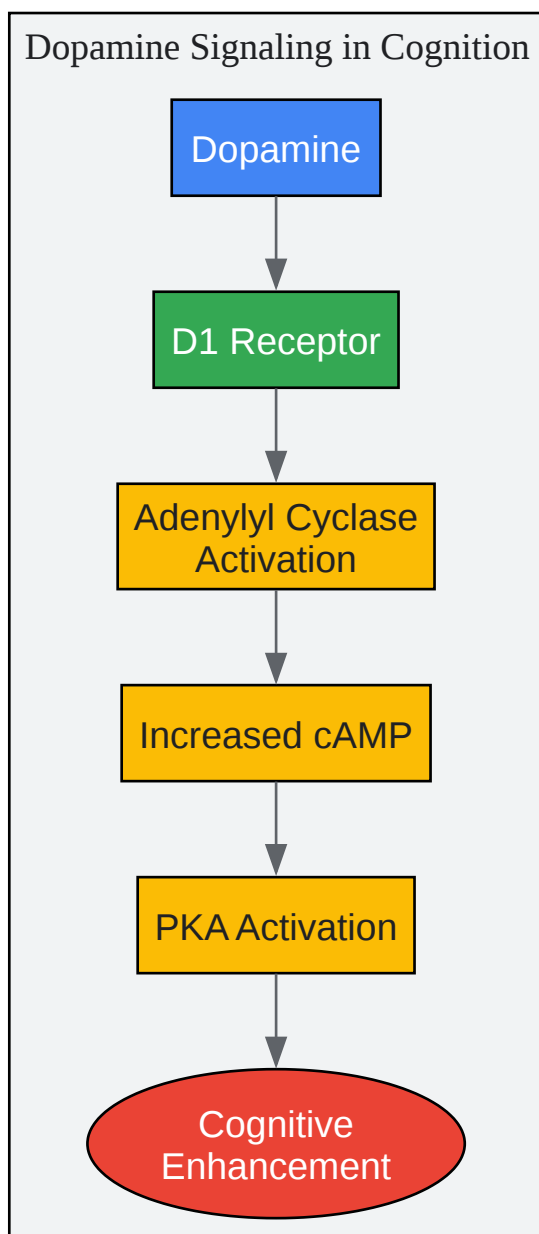 Dopamine Signaling in Cognition
Dopamine
D1 Receptor
Adenylyl Cyclase
Activation
Increased cAMP
PKA Activation
Cognitive
Enhancement